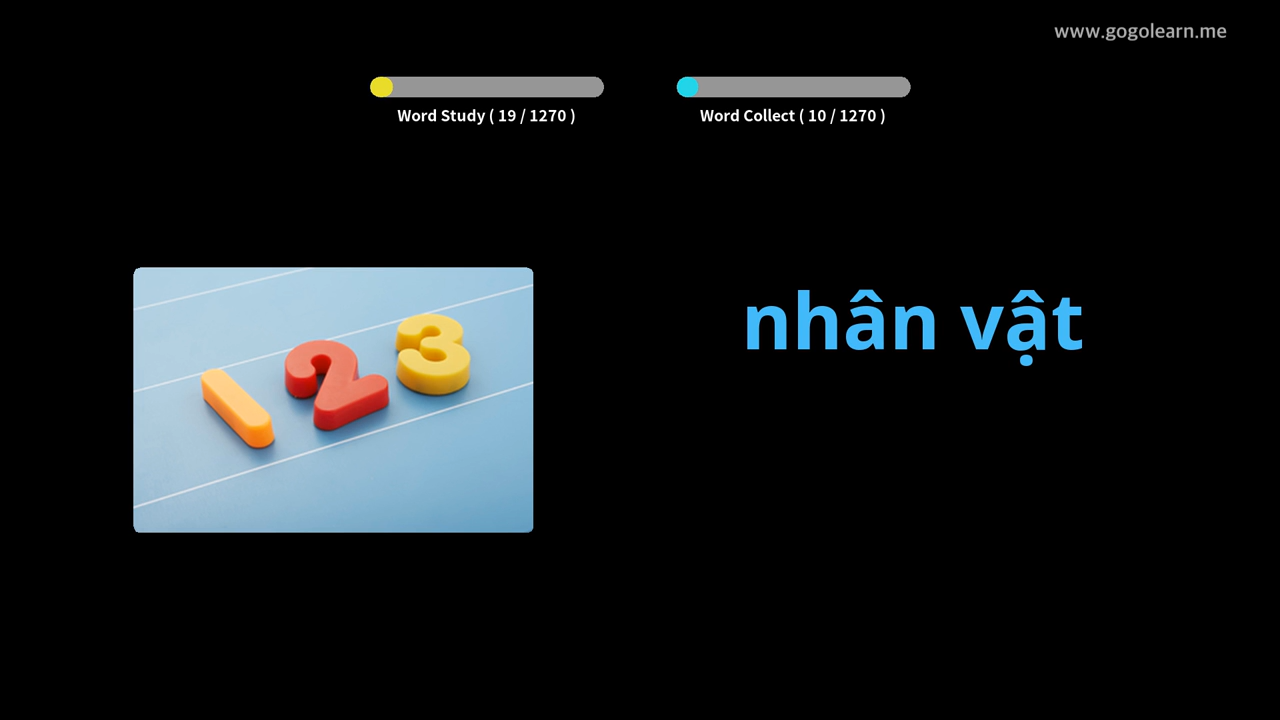 www.gogolearn.me
Word Study ( 19 / 1270 )
Word Collect ( 10 / 1270 )
1 2 3
nhân vật